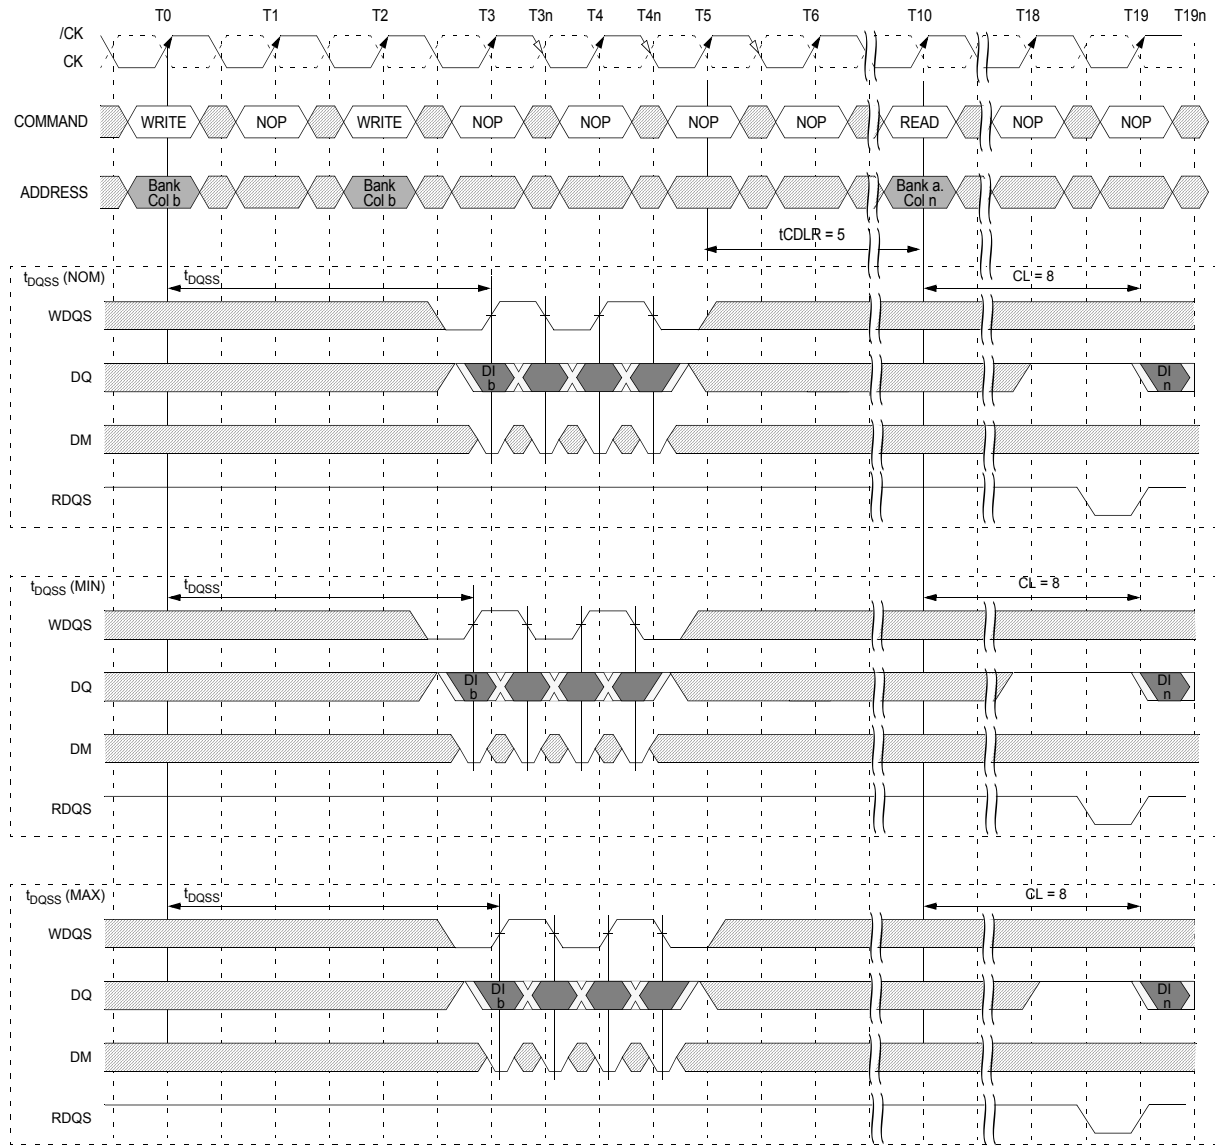 T0 T1 T2 T3 T3n T4 T4n T5 T6 T10 T18 T19 T19n
/CK
CK
COMMAND WRITE NOP WRITE NOP NOP NOP NOP READ NOP NOP
ADDRESS Bank Col b Bank Col b Bank a. Col n
tCDLR = 5
tDQSS (NOM) tDQSS CL = 8
WDQS
DQ DI b DI n
DM
RDQS
tDQSS (MIN) tDQSS CL = 8
WDQS
DQ DI b DI n
DM
RDQS
tDQSS (MAX) tDQSS CL = 8
WDQS
DQ DI b DI n
DM
RDQS